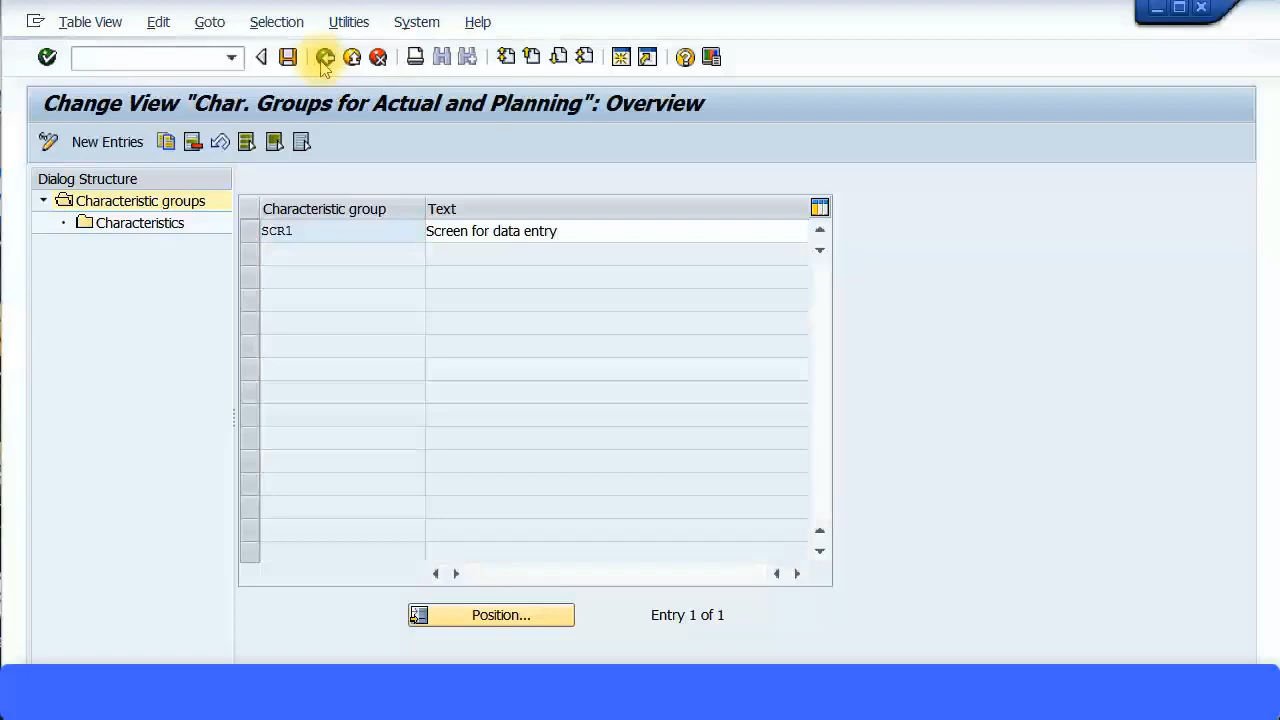 Table View Edit Goto Selection Utilities System Help
Change View "Char. Groups for Actual and Planning": Overview
New Entries
Dialog Structure
Characteristic groups
Characteristics
Characteristic group Text
SCR1 Screen for data entry
Position... Entry 1 of 1